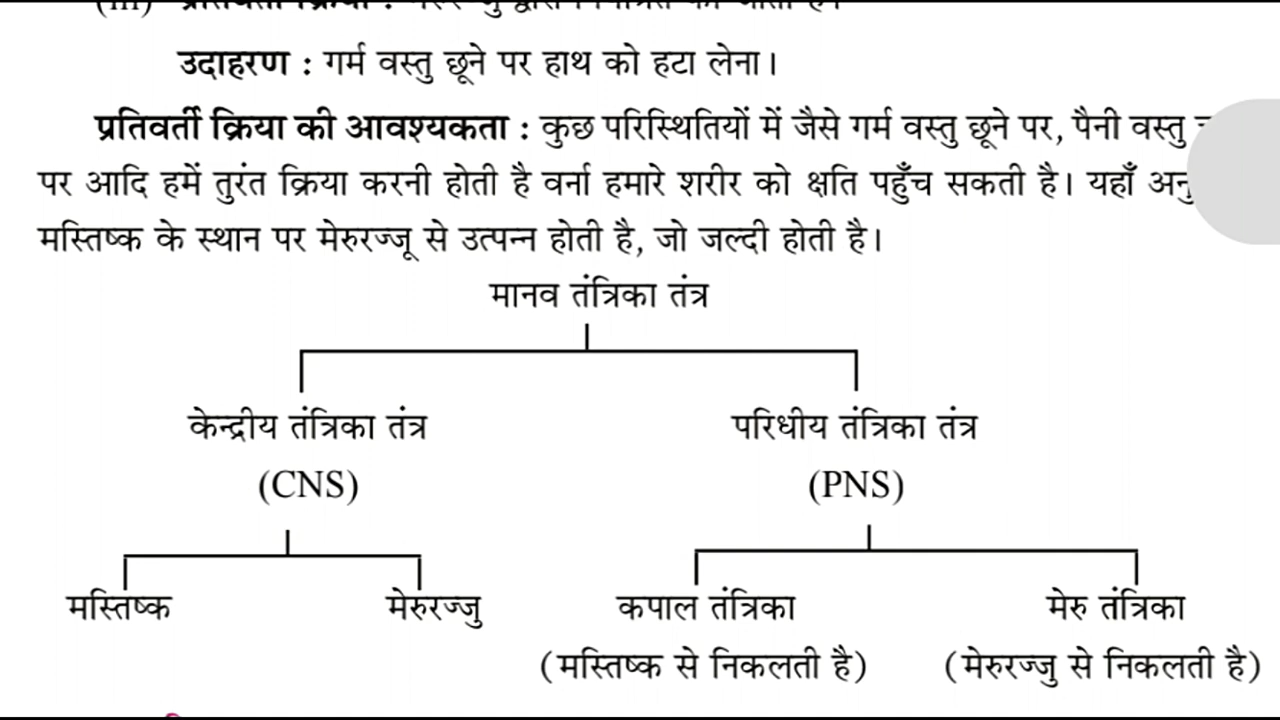 उदाहरण : गर्म वस्तु छूने पर हाथ को हटा लेना।
प्रतिवर्ती क्रिया की आवश्यकता : कुछ परिस्थितियों में जैसे गर्म वस्तु छूने पर, पैनी वस्तु
पर आदि हमें तुरंत क्रिया करनी होती है वर्ना हमारे शरीर को क्षति पहुँच सकती है। यहाँ
मस्तिष्क के स्थान पर मेरुरज्जू से उत्पन्न होती है, जो जल्दी होती है।
मानव तंत्रिका तंत्र
केन्द्रीय तंत्रिका तंत्र परिधीय तंत्रिका तंत्र
(CNS) (PNS)
मस्तिष्क मेरुरज्जु कपाल तंत्रिका मेरु तंत्रिका
(मस्तिष्क से निकलती है) (मेरुरज्जु से निकलती है)